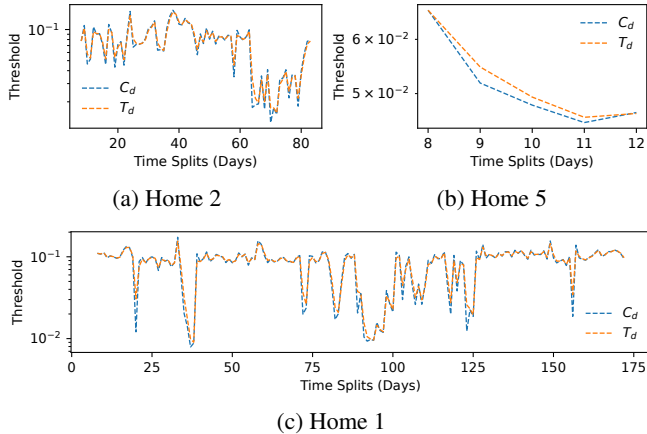 Threshold
10⁻¹
C_d
T_d
20 40 60 80
Time Splits (Days)
(a) Home 2
Threshold
6 × 10⁻²
5 × 10⁻²
C_d
T_d
8 9 10 11 12
Time Splits (Days)
(b) Home 5
Threshold
10⁻¹
10⁻²
C_d
T_d
0 25 50 75 100 125 150 175
Time Splits (Days)
(c) Home 1